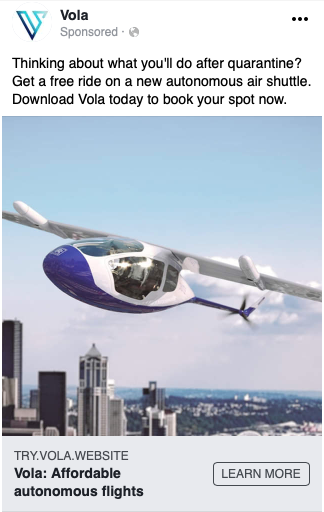 Vola
Sponsored ·
Thinking about what you'll do after quarantine?
Get a free ride on a new autonomous air shuttle.
Download Vola today to book your spot now.
TRY.VOLA.WEBSITE
Vola: Affordable
autonomous flights
LEARN MORE